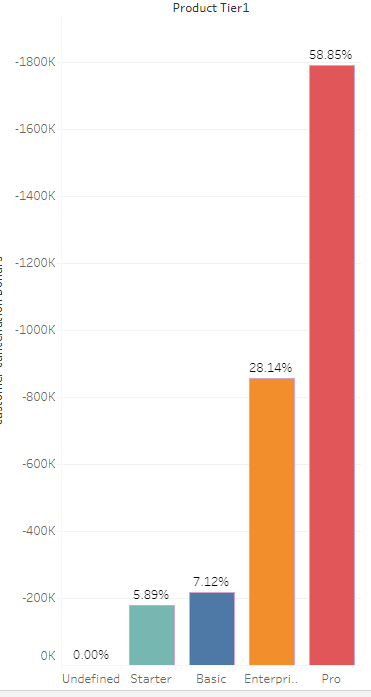 Product Tier1
58.85%
-1800K
-1600K
-1400K
-1200K
-1000K
28.14%
-800K
-600K
-400K
7.12%
5.89%
-200K
0.00%
0K
Undefined Starter Basic Enterpri.. Pro